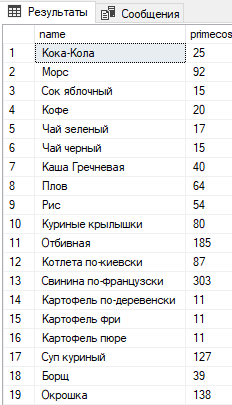 Результаты Сообщения
name primecos
1 Кока-Кола 25
2 Морс 92
3 Сок яблочный 15
4 Кофе 20
5 Чай зеленый 17
6 Чай черный 15
7 Каша Гречневая 40
8 Плов 64
9 Рис 54
10 Куриные крылышки 80
11 Отбивная 185
12 Котлета по-киевски 87
13 Свинина по-французски 303
14 Картофель по-деревенски 11
15 Картофель фри 11
16 Картофель пюре 11
17 Суп куриный 127
18 Борщ 39
19 Окрошка 138